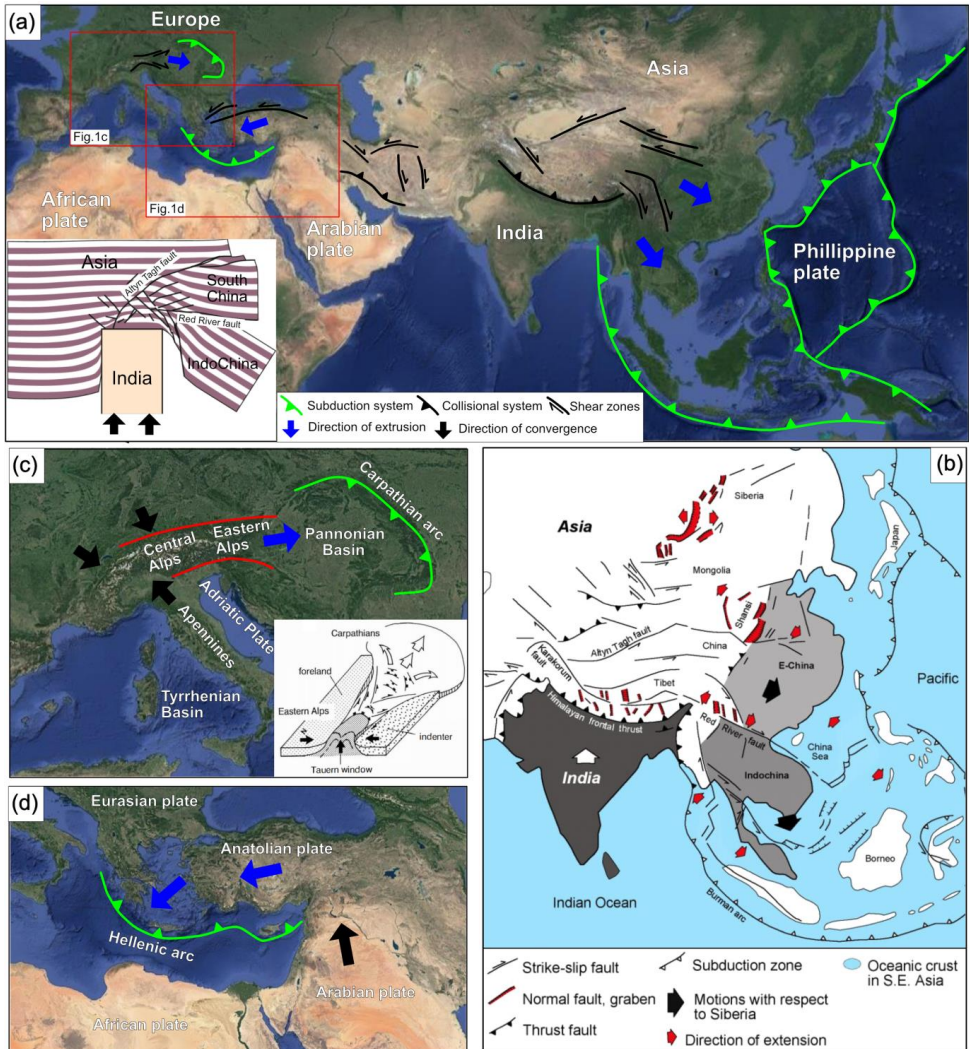 (a)
Europe
Asia
Fig.1c
Fig.1d
African
plate
Arabian
plate
India
Phillippine
plate
Asia
Altyn Tagh fault
South
China
Red River fault
IndoChina
India
Subduction system
Collisional system
Shear zones
Direction of extrusion
Direction of convergence
(c)
Carpathian arc
Central
Alps
Eastern
Alps
Pannonian
Basin
Adriatic Plate
Apennines
Tyrrhenian
Basin
Carpathians
foreland
Eastern Alps
indenter
N
Tauern window
(b)
Siberia
Asia
Japan
Mongolia
Shansi
Altyn Tagh fault
China
Karakorum
fault
E-China
Tibet
Pacific
Himalayan frontal thrust
Red
River fault
China
Sea
India
Indochina
Borneo
Indian Ocean
Burman arc
Strike-slip fault
Subduction zone
Oceanic crust
in S.E. Asia
Normal fault, graben
Motions with respect
to Siberia
Thrust fault
Direction of extension
(d)
Eurasian plate
Anatolian plate
Hellenic arc
Arabian plate
African plate